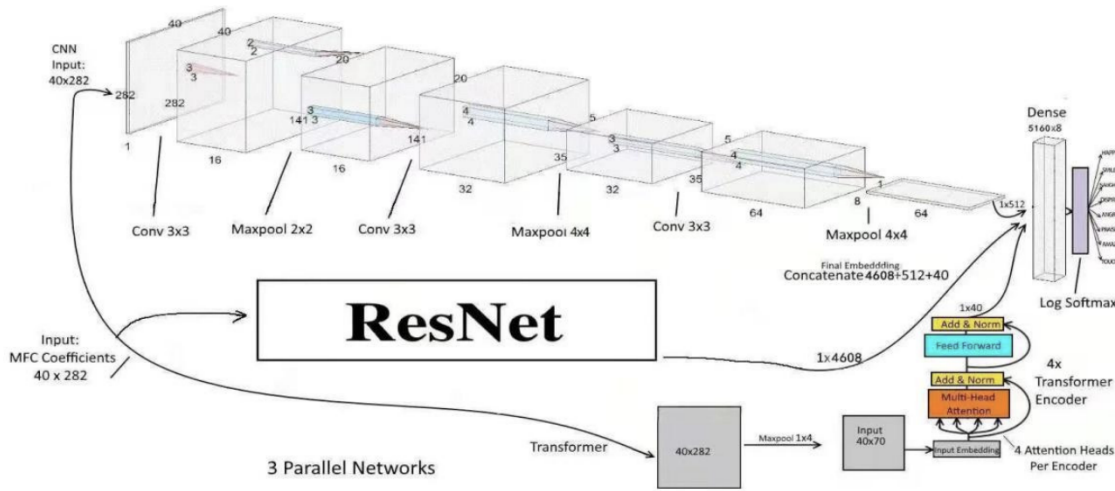 CNN
Input:
40x282
40
282
1
40
282
3
3
2
2
16
Conv 3x3
20
141
3
3
16
Maxpool 2x2
20
141
4
4
32
Conv 3x3
5
35
3
3
32
Maxpool 4x4
5
35
4
4
64
Conv 3x3
1
8
64
Maxpool 4x4
1x512
Dense
5160x8
Log Softmax
Final Embeddding
Concatenate 4608+512+40
ResNet
1x4608
Input:
MFC Coefficients
40 x 282
Transformer
3 Parallel Networks
40x282
Maxpool 1x4
Input
40x70
Input Embedding
Multi-Head
Attention
Add & Norm
Feed Forward
Add & Norm
1x40
4x
Transformer
Encoder
4 Attention Heads
Per Encoder